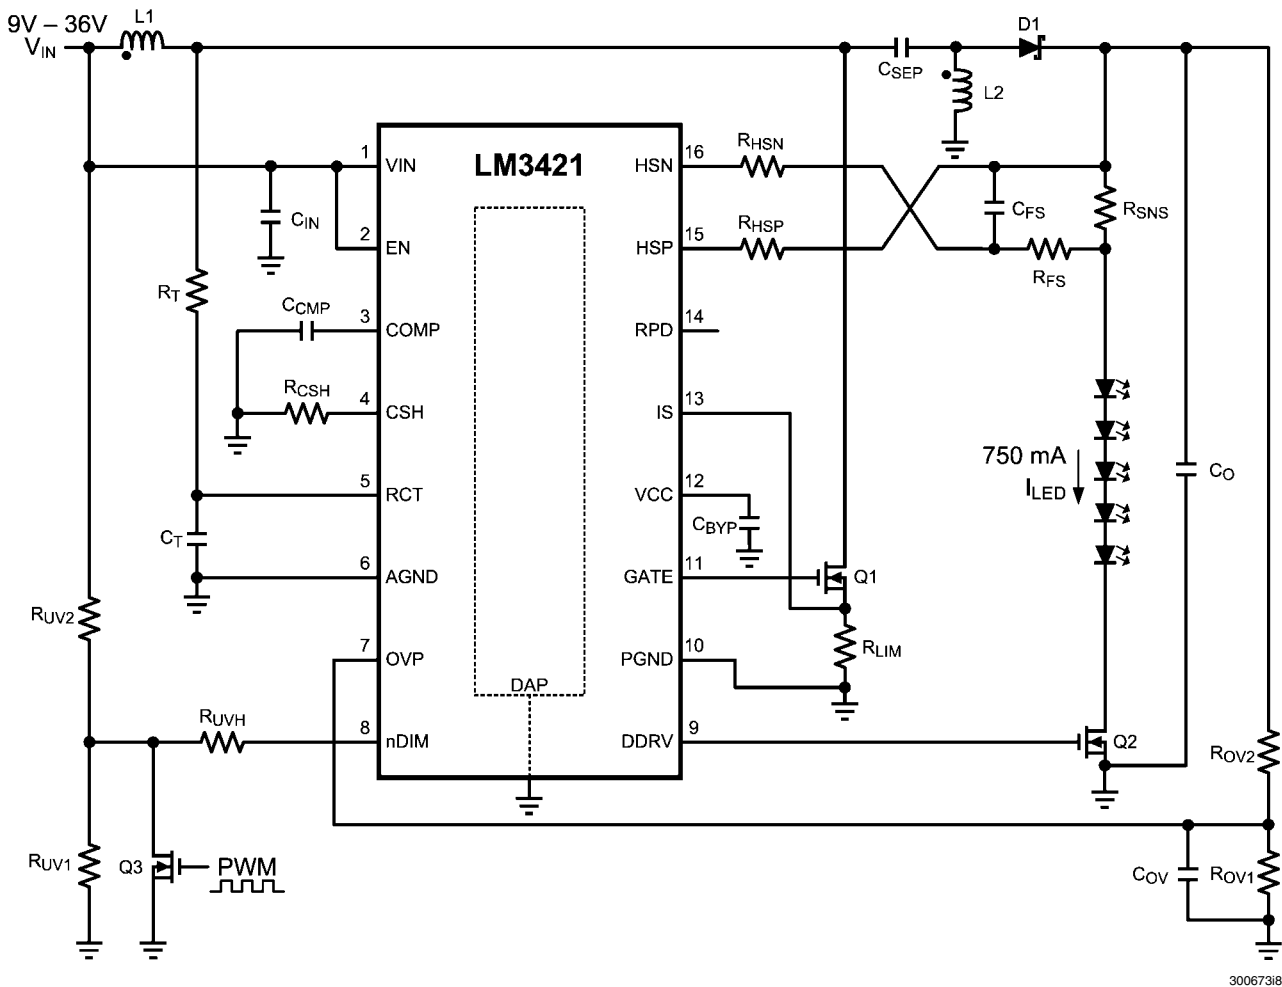 9V – 36V
VIN
L1
CSEP
L2
D1
LM3421
1
VIN
HSN
16
RHSN
CIN
2
EN
HSP
15
RHSP
CFS
RSNS
RFS
RT
CCMP
3
COMP
RPD
14
RCSH
4
CSH
IS
13
750 mA
ILED
CO
5
RCT
VCC
12
CBYP
CT
6
AGND
GATE
11
Q1
RUV2
7
OVP
PGND
10
RLIM
DAP
RUVH
8
nDIM
DDRV
9
Q2
ROV2
RUV1
Q3
PWM
COV
ROV1
300673i8